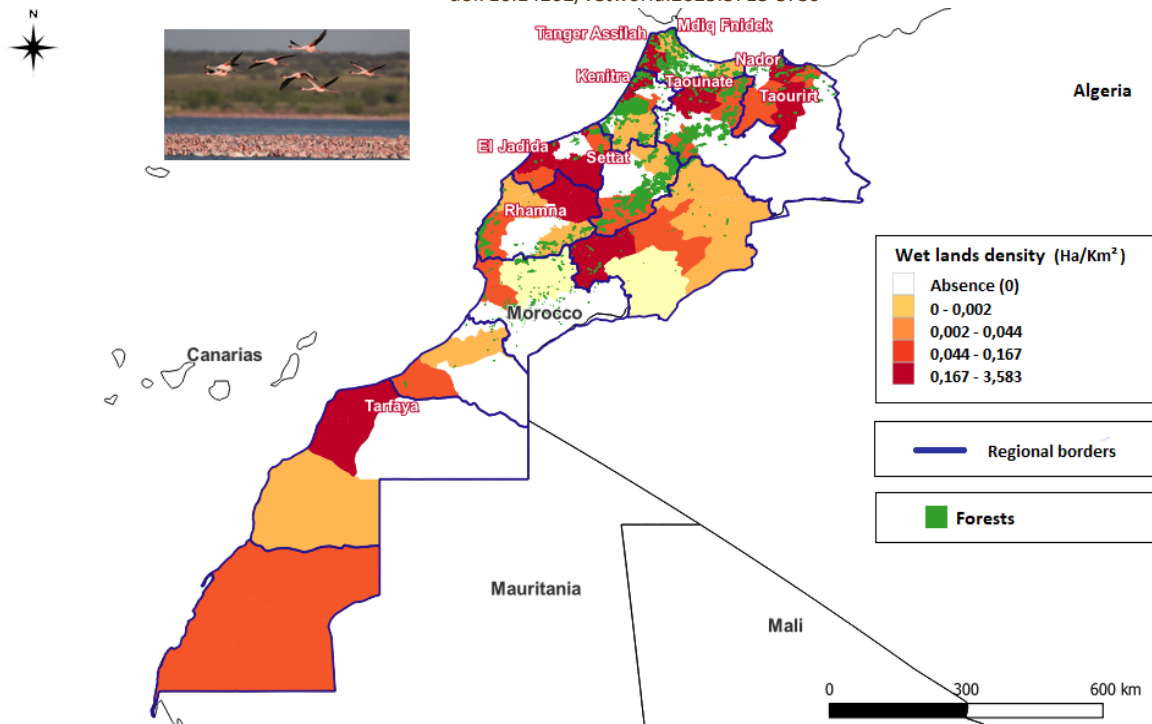 N
Tanger Assilah
Mdiq Fnidek
Nador
Kenitra
Taounate
Taourirt
Algeria
El Jadida
Settat
Rhamna
Morocco
Canarias
Tarfaya
Mauritania
Mali
Wet lands density (Ha/Km²)
Absence (0)
0 - 0,002
0,002 - 0,044
0,044 - 0,167
0,167 - 3,583
Regional borders
Forests
0 300 600 km